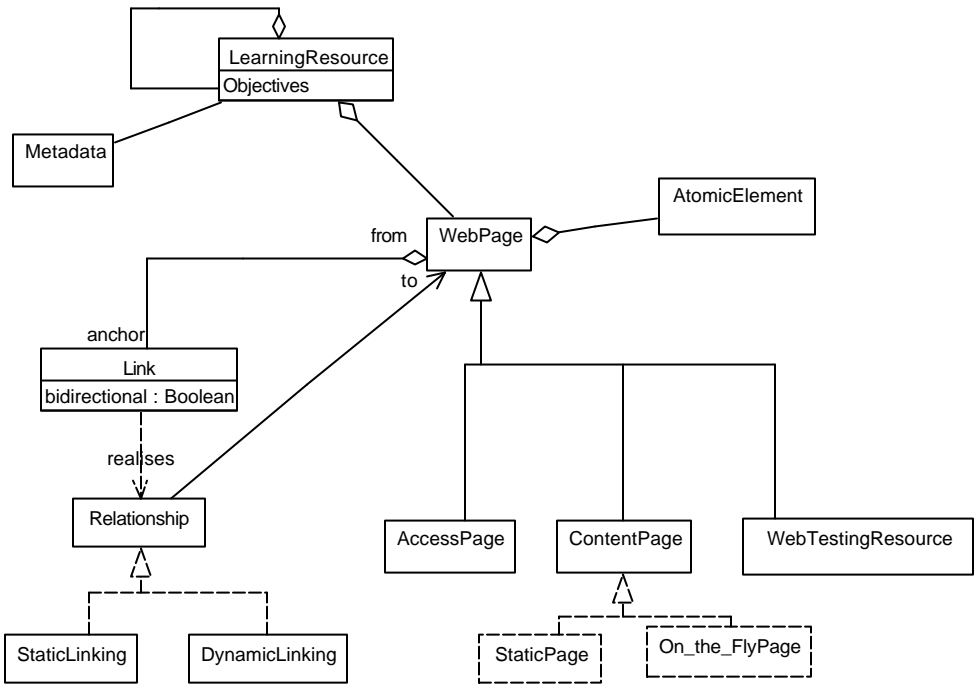 LearningResource
Objectives
Metadata
AtomicElement
from
WebPage
to
anchor
Link
bidirectional : Boolean
realises
Relationship
AccessPage
ContentPage
WebTestingResource
StaticLinking
DynamicLinking
StaticPage
On_the_FlyPage